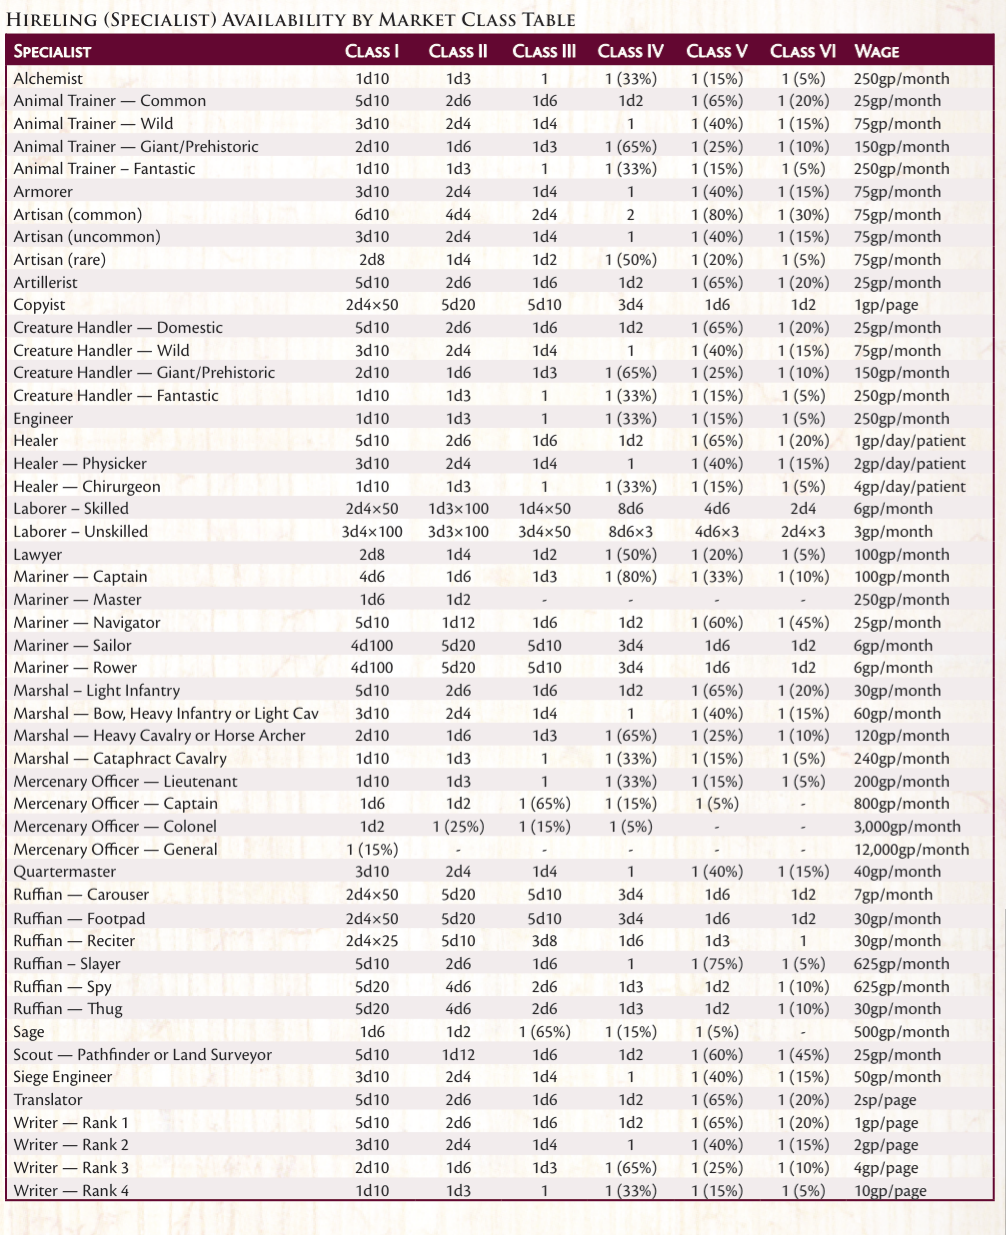 Hireling (Specialist) Availability by Market Class Table
Specialist Class I Class II Class III Class IV Class V Class VI Wage
Alchemist 1d10 1d3 1 1 (33%) 1 (15%) 1 (5%) 250gp/month
Animal Trainer — Common 5d10 2d6 1d6 1d2 1 (65%) 1 (20%) 25gp/month
Animal Trainer — Wild 3d10 2d4 1d4 1 1 (40%) 1 (15%) 75gp/month
Animal Trainer — Giant/Prehistoric 2d10 1d6 1d3 1 (65%) 1 (25%) 1 (10%) 150gp/month
Animal Trainer – Fantastic 1d10 1d3 1 1 (33%) 1 (15%) 1 (5%) 250gp/month
Armorer 3d10 2d4 1d4 1 1 (40%) 1 (15%) 75gp/month
Artisan (common) 6d10 4d4 2d4 2 1 (80%) 1 (30%) 75gp/month
Artisan (uncommon) 3d10 2d4 1d4 1 1 (40%) 1 (15%) 75gp/month
Artisan (rare) 2d8 1d4 1d2 1 (50%) 1 (20%) 1 (5%) 75gp/month
Artillerist 5d10 2d6 1d6 1d2 1 (65%) 1 (20%) 25gp/month
Copyist 2d4×50 5d20 5d10 3d4 1d6 1d2 1gp/page
Creature Handler — Domestic 5d10 2d6 1d6 1d2 1 (65%) 1 (20%) 25gp/month
Creature Handler — Wild 3d10 2d4 1d4 1 1 (40%) 1 (15%) 75gp/month
Creature Handler — Giant/Prehistoric 2d10 1d6 1d3 1 (65%) 1 (25%) 1 (10%) 150gp/month
Creature Handler — Fantastic 1d10 1d3 1 1 (33%) 1 (15%) 1 (5%) 250gp/month
Engineer 1d10 1d3 1 1 (33%) 1 (15%) 1 (5%) 250gp/month
Healer 5d10 2d6 1d6 1d2 1 (65%) 1 (20%) 1gp/day/patient
Healer — Physicker 3d10 2d4 1d4 1 1 (40%) 1 (15%) 2gp/day/patient
Healer — Chirurgeon 1d10 1d3 1 1 (33%) 1 (15%) 1 (5%) 4gp/day/patient
Laborer – Skilled 2d4×50 1d3×100 1d4×50 8d6 4d6 2d4 6gp/month
Laborer – Unskilled 3d4×100 3d3×100 3d4×50 8d6×3 4d6×3 2d4×3 3gp/month
Lawyer 2d8 1d4 1d2 1 (50%) 1 (20%) 1 (5%) 100gp/month
Mariner — Captain 4d6 1d6 1d3 1 (80%) 1 (33%) 1 (10%) 100gp/month
Mariner — Master 1d6 1d2 - - - - 250gp/month
Mariner — Navigator 5d10 1d12 1d6 1d2 1 (60%) 1 (45%) 25gp/month
Mariner — Sailor 4d100 5d20 5d10 3d4 1d6 1d2 6gp/month
Mariner — Rower 4d100 5d20 5d10 3d4 1d6 1d2 6gp/month
Marshal – Light Infantry 5d10 2d6 1d6 1d2 1 (65%) 1 (20%) 30gp/month
Marshal — Bow, Heavy Infantry or Light Cav 3d10 2d4 1d4 1 1 (40%) 1 (15%) 60gp/month
Marshal — Heavy Cavalry or Horse Archer 2d10 1d6 1d3 1 (65%) 1 (25%) 1 (10%) 120gp/month
Marshal — Cataphract Cavalry 1d10 1d3 1 1 (33%) 1 (15%) 1 (5%) 240gp/month
Mercenary Officer — Lieutenant 1d10 1d3 1 1 (33%) 1 (15%) 1 (5%) 200gp/month
Mercenary Officer — Captain 1d6 1d2 1 (65%) 1 (15%) 1 (5%) - 800gp/month
Mercenary Officer — Colonel 1d2 1 (25%) 1 (15%) 1 (5%) - - 3,000gp/month
Mercenary Officer — General 1 (15%) - - - - - 12,000gp/month
Quartermaster 3d10 2d4 1d4 1 1 (40%) 1 (15%) 40gp/month
Ruffian — Carouser 2d4×50 5d20 5d10 3d4 1d6 1d2 7gp/month
Ruffian — Footpad 2d4×50 5d20 5d10 3d4 1d6 1d2 30gp/month
Ruffian — Reciter 2d4×25 5d10 3d8 1d6 1d3 1 30gp/month
Ruffian – Slayer 5d10 2d6 1d6 1 1 (75%) 1 (5%) 625gp/month
Ruffian — Spy 5d20 4d6 2d6 1d3 1d2 1 (10%) 625gp/month
Ruffian — Thug 5d20 4d6 2d6 1d3 1d2 1 (10%) 30gp/month
Sage 1d6 1d2 1 (65%) 1 (15%) 1 (5%) - 500gp/month
Scout — Pathfinder or Land Surveyor 5d10 1d12 1d6 1d2 1 (60%) 1 (45%) 25gp/month
Siege Engineer 3d10 2d4 1d4 1 1 (40%) 1 (15%) 50gp/month
Translator 5d10 2d6 1d6 1d2 1 (65%) 1 (20%) 2sp/page
Writer — Rank 1 5d10 2d6 1d6 1d2 1 (65%) 1 (20%) 1gp/page
Writer — Rank 2 3d10 2d4 1d4 1 1 (40%) 1 (15%) 2gp/page
Writer — Rank 3 2d10 1d6 1d3 1 (65%) 1 (25%) 1 (10%) 4gp/page
Writer — Rank 4 1d10 1d3 1 1 (33%) 1 (15%) 1 (5%) 10gp/page